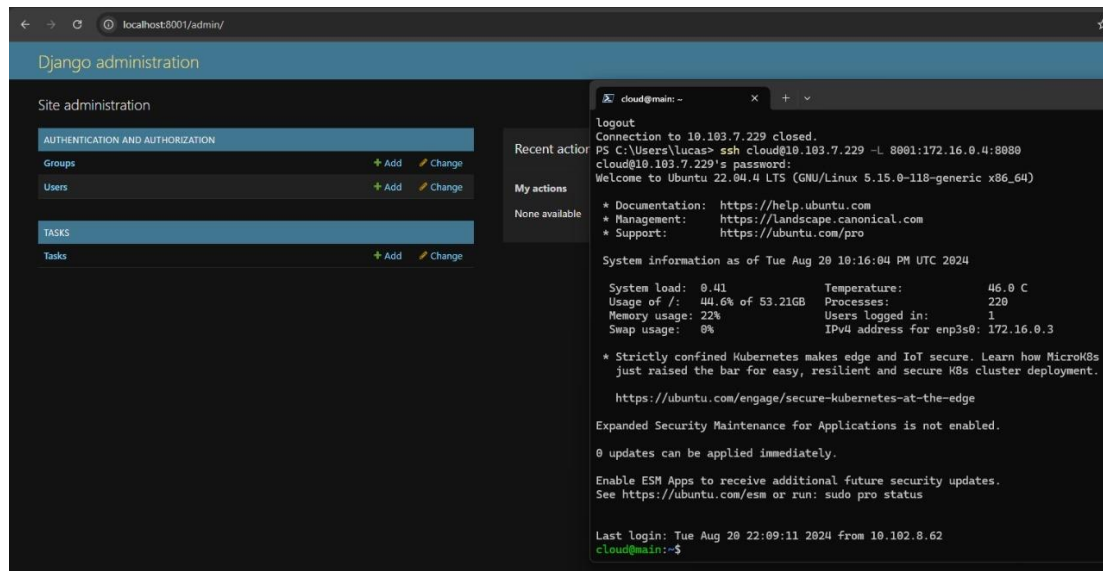 localhost:8001/admin/
Django administration
Site administration
AUTHENTICATION AND AUTHORIZATION
Groups + Add Change
Users + Add Change
TASKS
Tasks + Add Change
Recent action
My actions
None available
cloud@main: ~
logout
Connection to 10.103.7.229 closed.
PS C:\Users\lucas> ssh cloud@10.103.7.229 -L 8001:172.16.0.4:8080
cloud@10.103.7.229's password:
Welcome to Ubuntu 22.04.4 LTS (GNU/Linux 5.15.0-118-generic x86_64)
* Documentation: https://help.ubuntu.com
* Management: https://landscape.canonical.com
* Support: https://ubuntu.com/pro
System information as of Tue Aug 20 10:16:04 PM UTC 2024
System load: 0.41 Temperature: 46.0 C
Usage of /: 44.6% of 53.21GB Processes: 220
Memory usage: 22% Users logged in: 1
Swap usage: 0% IPv4 address for enp3s0: 172.16.0.3
* Strictly confined Kubernetes makes edge and IoT secure. Learn how MicroK8s
just raised the bar for easy, resilient and secure K8s cluster deployment.
https://ubuntu.com/engage/secure-kubernetes-at-the-edge
Expanded Security Maintenance for Applications is not enabled.
0 updates can be applied immediately.
Enable ESM Apps to receive additional future security updates.
See https://ubuntu.com/esm or run: sudo pro status
Last login: Tue Aug 20 22:09:11 2024 from 10.102.8.62
cloud@main:~$